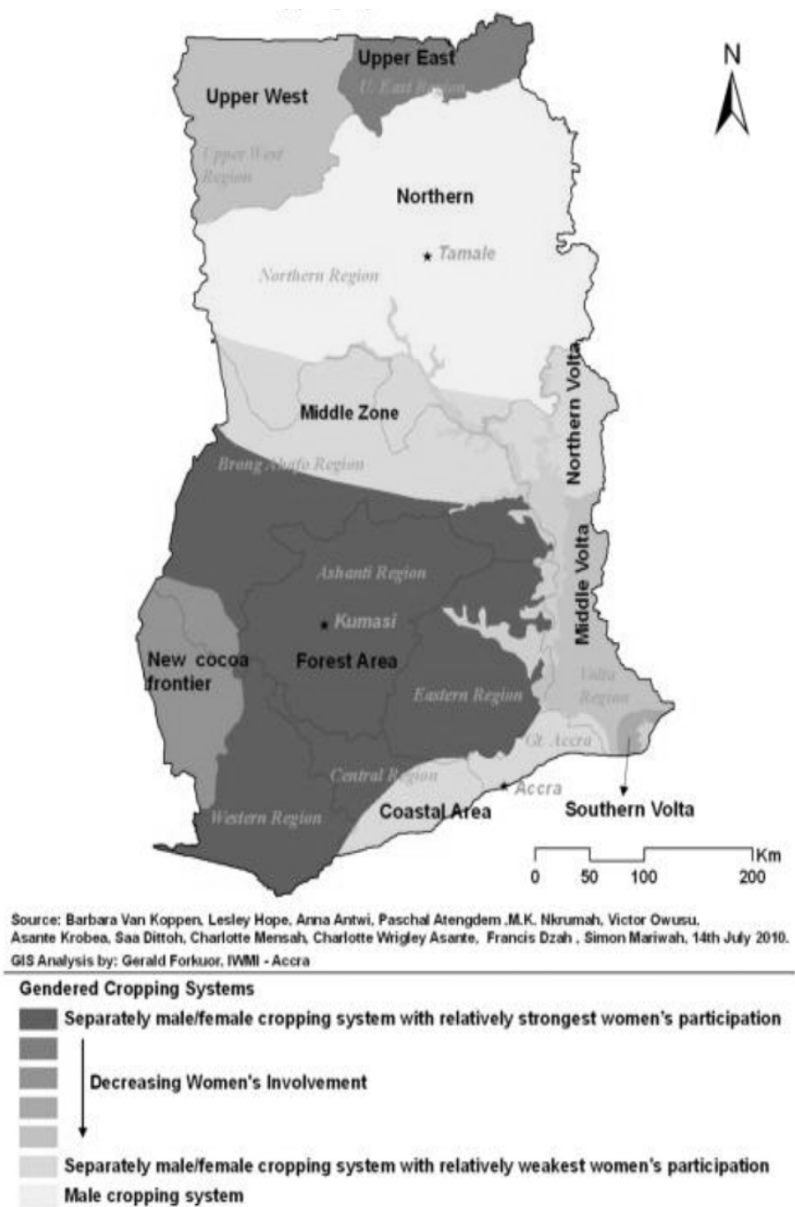 N
Upper East
U. East Region
Upper West
Upper West
Region
Northern
Tamale
Northern Region
Northern Volta
Middle Zone
Brong Ahafo Region
Middle Volta
Ashanti Region
Kumasi
New cocoa
frontier
Forest Area
Volta
Region
Eastern Region
Gt. Accra
Central Region
Accra
Coastal Area
Southern Volta
Western Region
Km
0 50 100 200
Source: Barbara Van Koppen, Lesley Hope, Anna Antwi, Paschal Atengdem ,M.K. Nkrumah, Victor Owusu,
Asante Krobea, Saa Dittoh, Charlotte Mensah, Charlotte Wrigley Asante, Francis Dzah , Simon Mariwah, 14th July 2010.
GIS Analysis by: Gerald Forkuor, IWMI - Accra
Gendered Cropping Systems
Separately male/female cropping system with relatively strongest women's participation
Decreasing Women's Involvement
Separately male/female cropping system with relatively weakest women's participation
Male cropping system